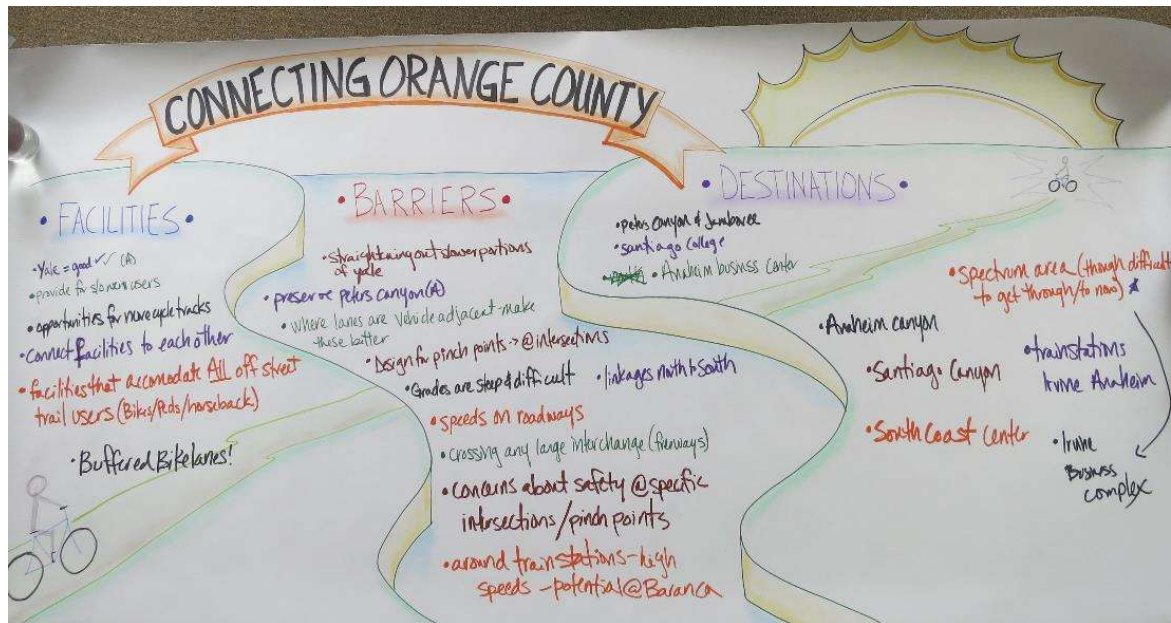 CONNECTING ORANGE COUNTY
• FACILITIES •
• Yale = good ✓✓ (A)
• provide for slower users
• opportunities for more cycle tracks
• Connect facilities to each other
• facilities that accomodate ALL off street
trail users (Bikes/Peds/horseback)
• Buffered Bikelanes!
• BARRIERS •
• straightening out slower portions
of yale
• preserve peters canyon (A)
• where lanes are vehicle adjacent - make
these better
• Design for pinch points -> @ intersections
• Grades are steep & difficult
• linkages north to south
• speeds on roadways
• crossing any large interchange (freeways)
• concerns about safety @ specific
intersections / pinch points
• around train stations - high
speeds - potential @ Baranca
• DESTINATIONS •
• peters canyon & Jamboree
• santiago college
• Anaheim business center
• spectrum area (though difficult
to get through/to now) *
• Anaheim canyon
• Santiago Canyon
• South Coast Center
• trainstations
Irvine Anaheim
• Irvine
Business
complex